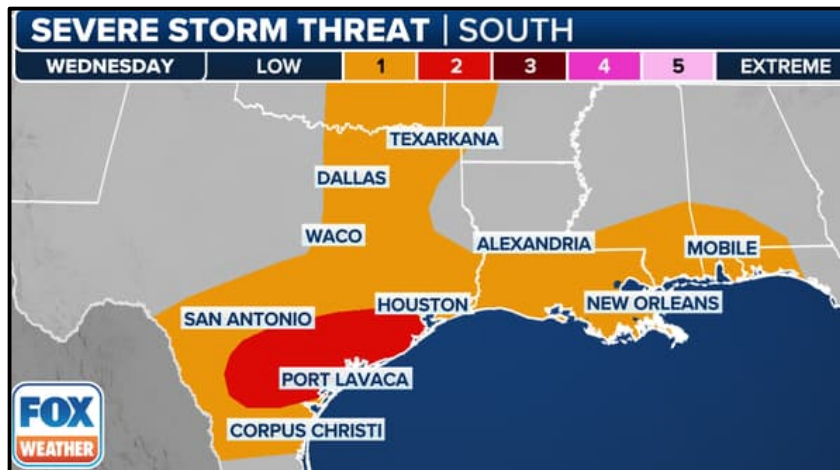 SEVERE STORM THREAT | SOUTH
WEDNESDAY LOW 1 2 3 4 5 EXTREME
TEXARKANA
DALLAS
WACO
ALEXANDRIA
MOBILE
SAN ANTONIO
HOUSTON
NEW ORLEANS
PORT LAVACA
CORPUS CHRISTI
FOX
WEATHER